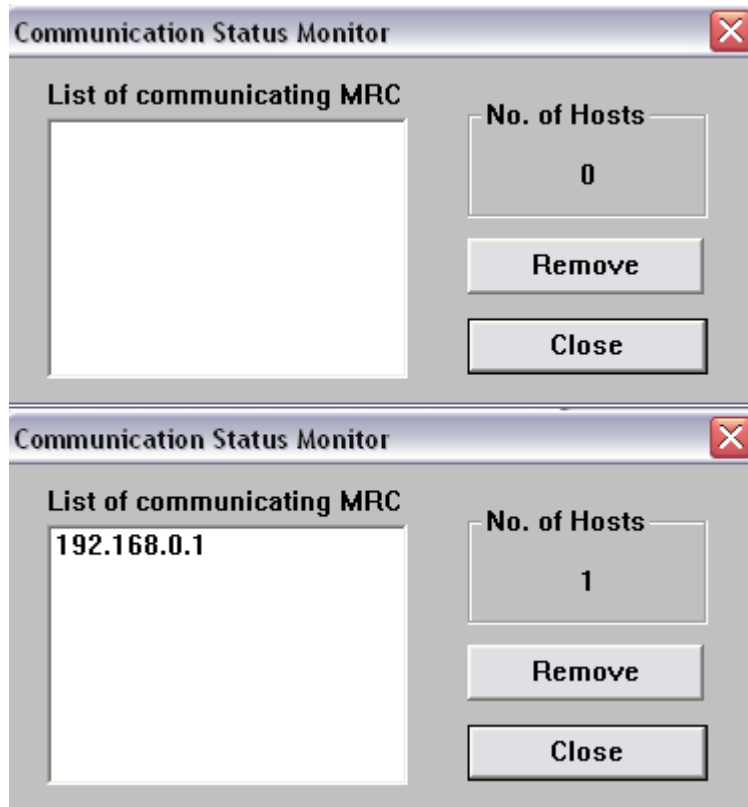 Communication Status Monitor
List of communicating MRC
No. of Hosts
0
Remove
Close
Communication Status Monitor
List of communicating MRC
192.168.0.1
No. of Hosts
1
Remove
Close